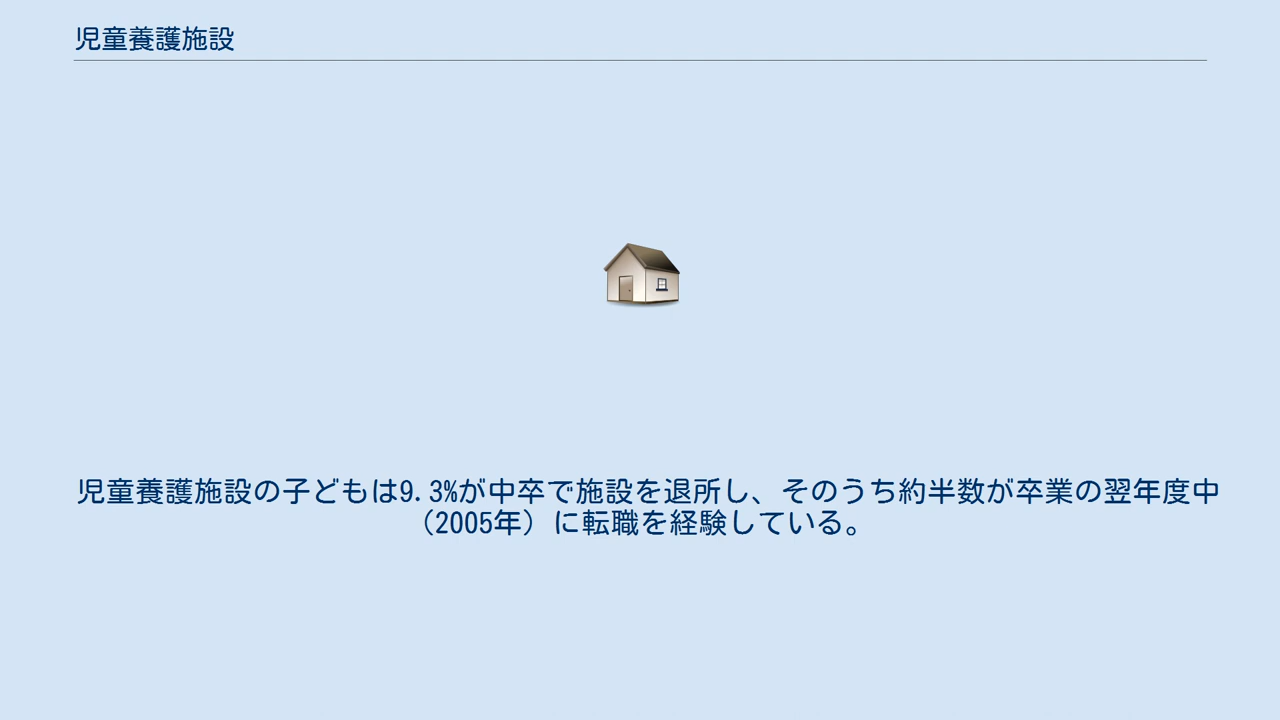 児童養護施設
児童養護施設の子どもは9.3%が中卒で施設を退所し、そのうち約半数が卒業の翌年度中
（2005年）に転職を経験している。